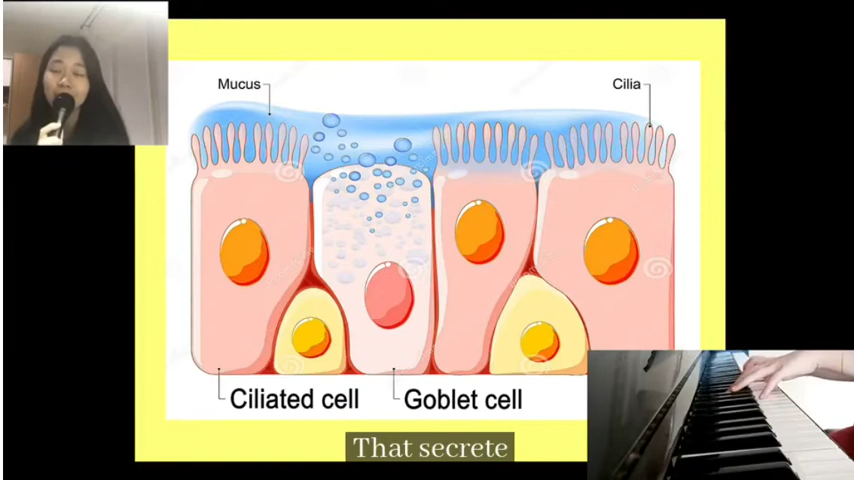 Mucus
Cilia
Ciliated cell
Goblet cell
That secrete